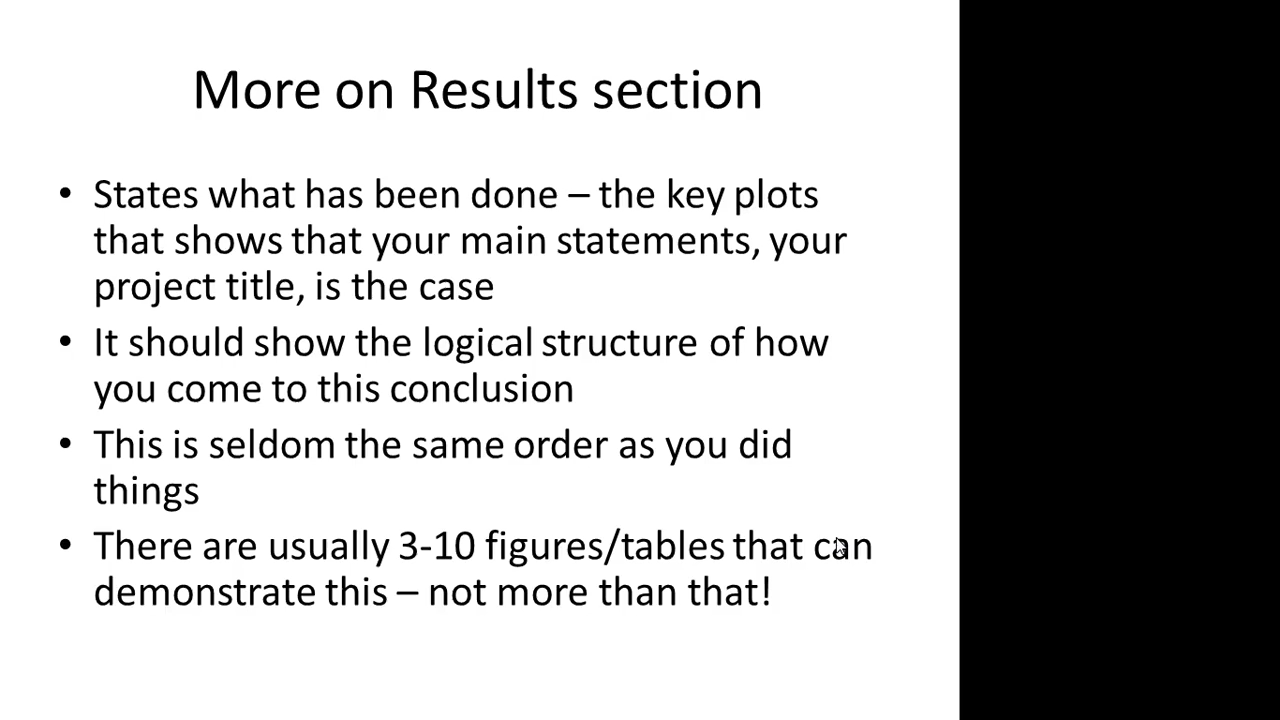 More on Results section
• States what has been done – the key plots
that shows that your main statements, your
project title, is the case
• It should show the logical structure of how
you come to this conclusion
• This is seldom the same order as you did
things
• There are usually 3-10 figures/tables that can
demonstrate this – not more than that!